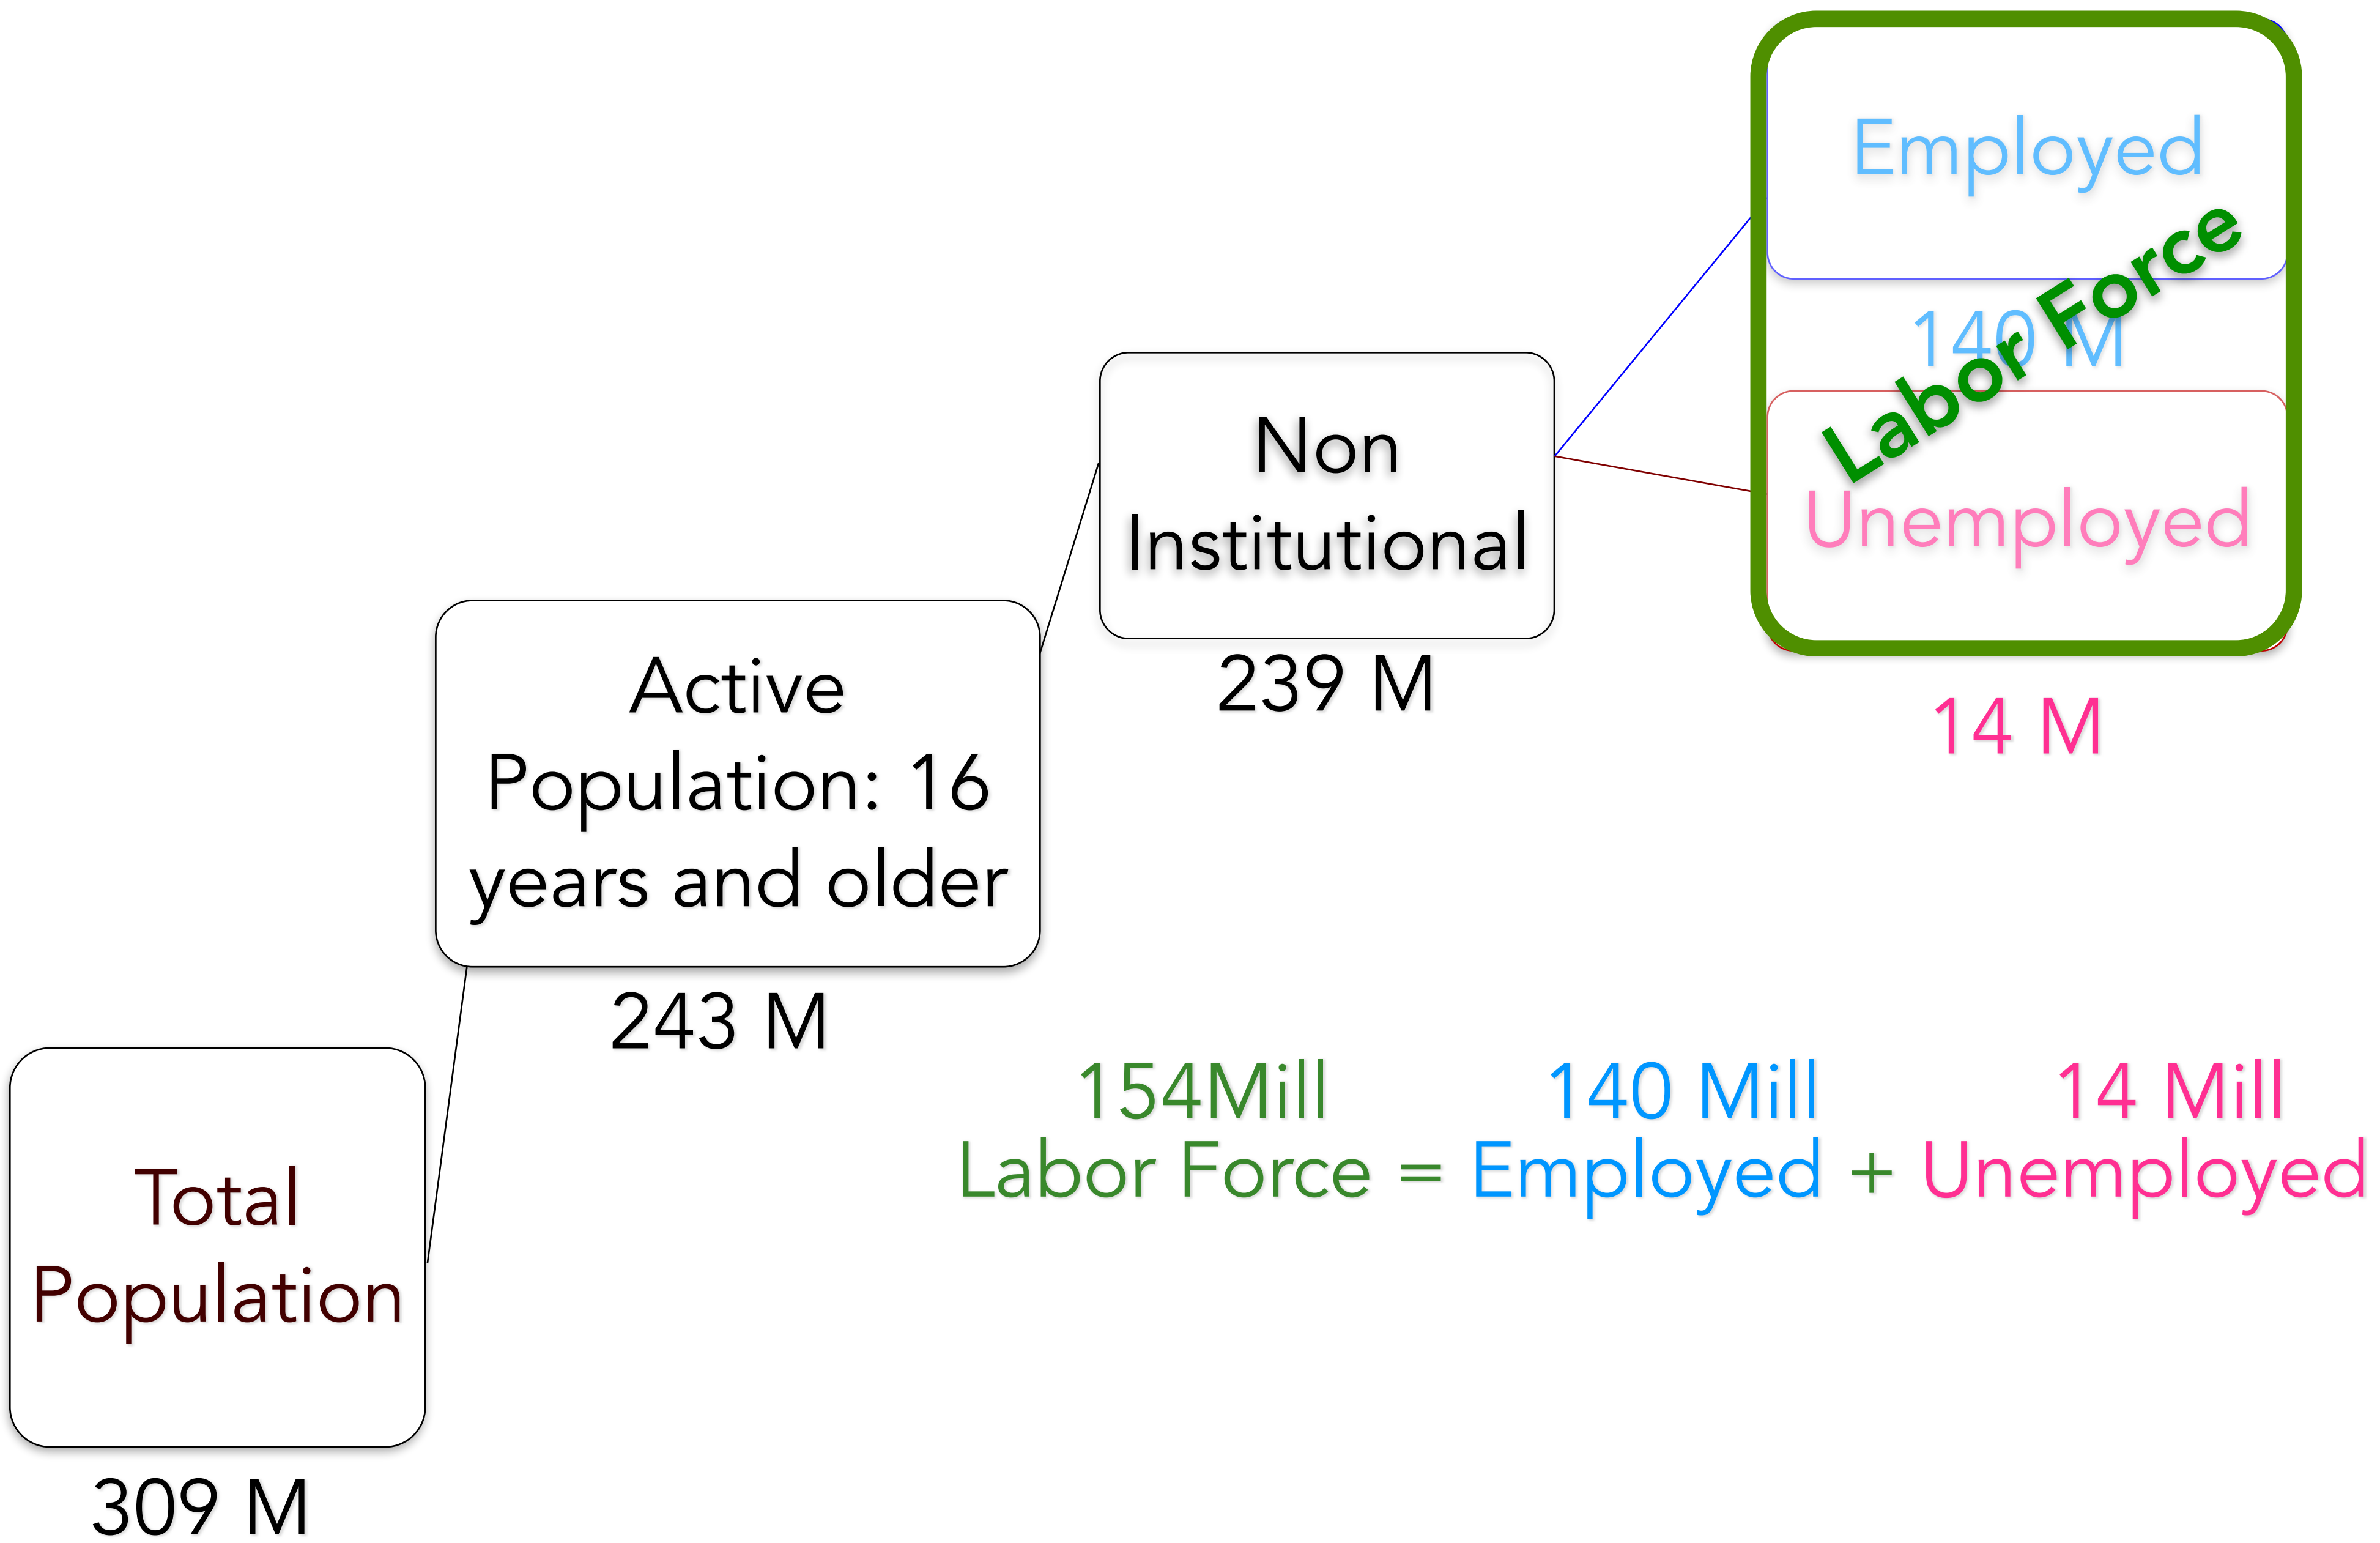 Employed
140 M
Labor Force
Unemployed
14 M
Non
Institutional
239 M
Active
Population: 16
years and older
243 M
Total
Population
309 M
154Mill 140 Mill 14 Mill
Labor Force = Employed + Unemployed